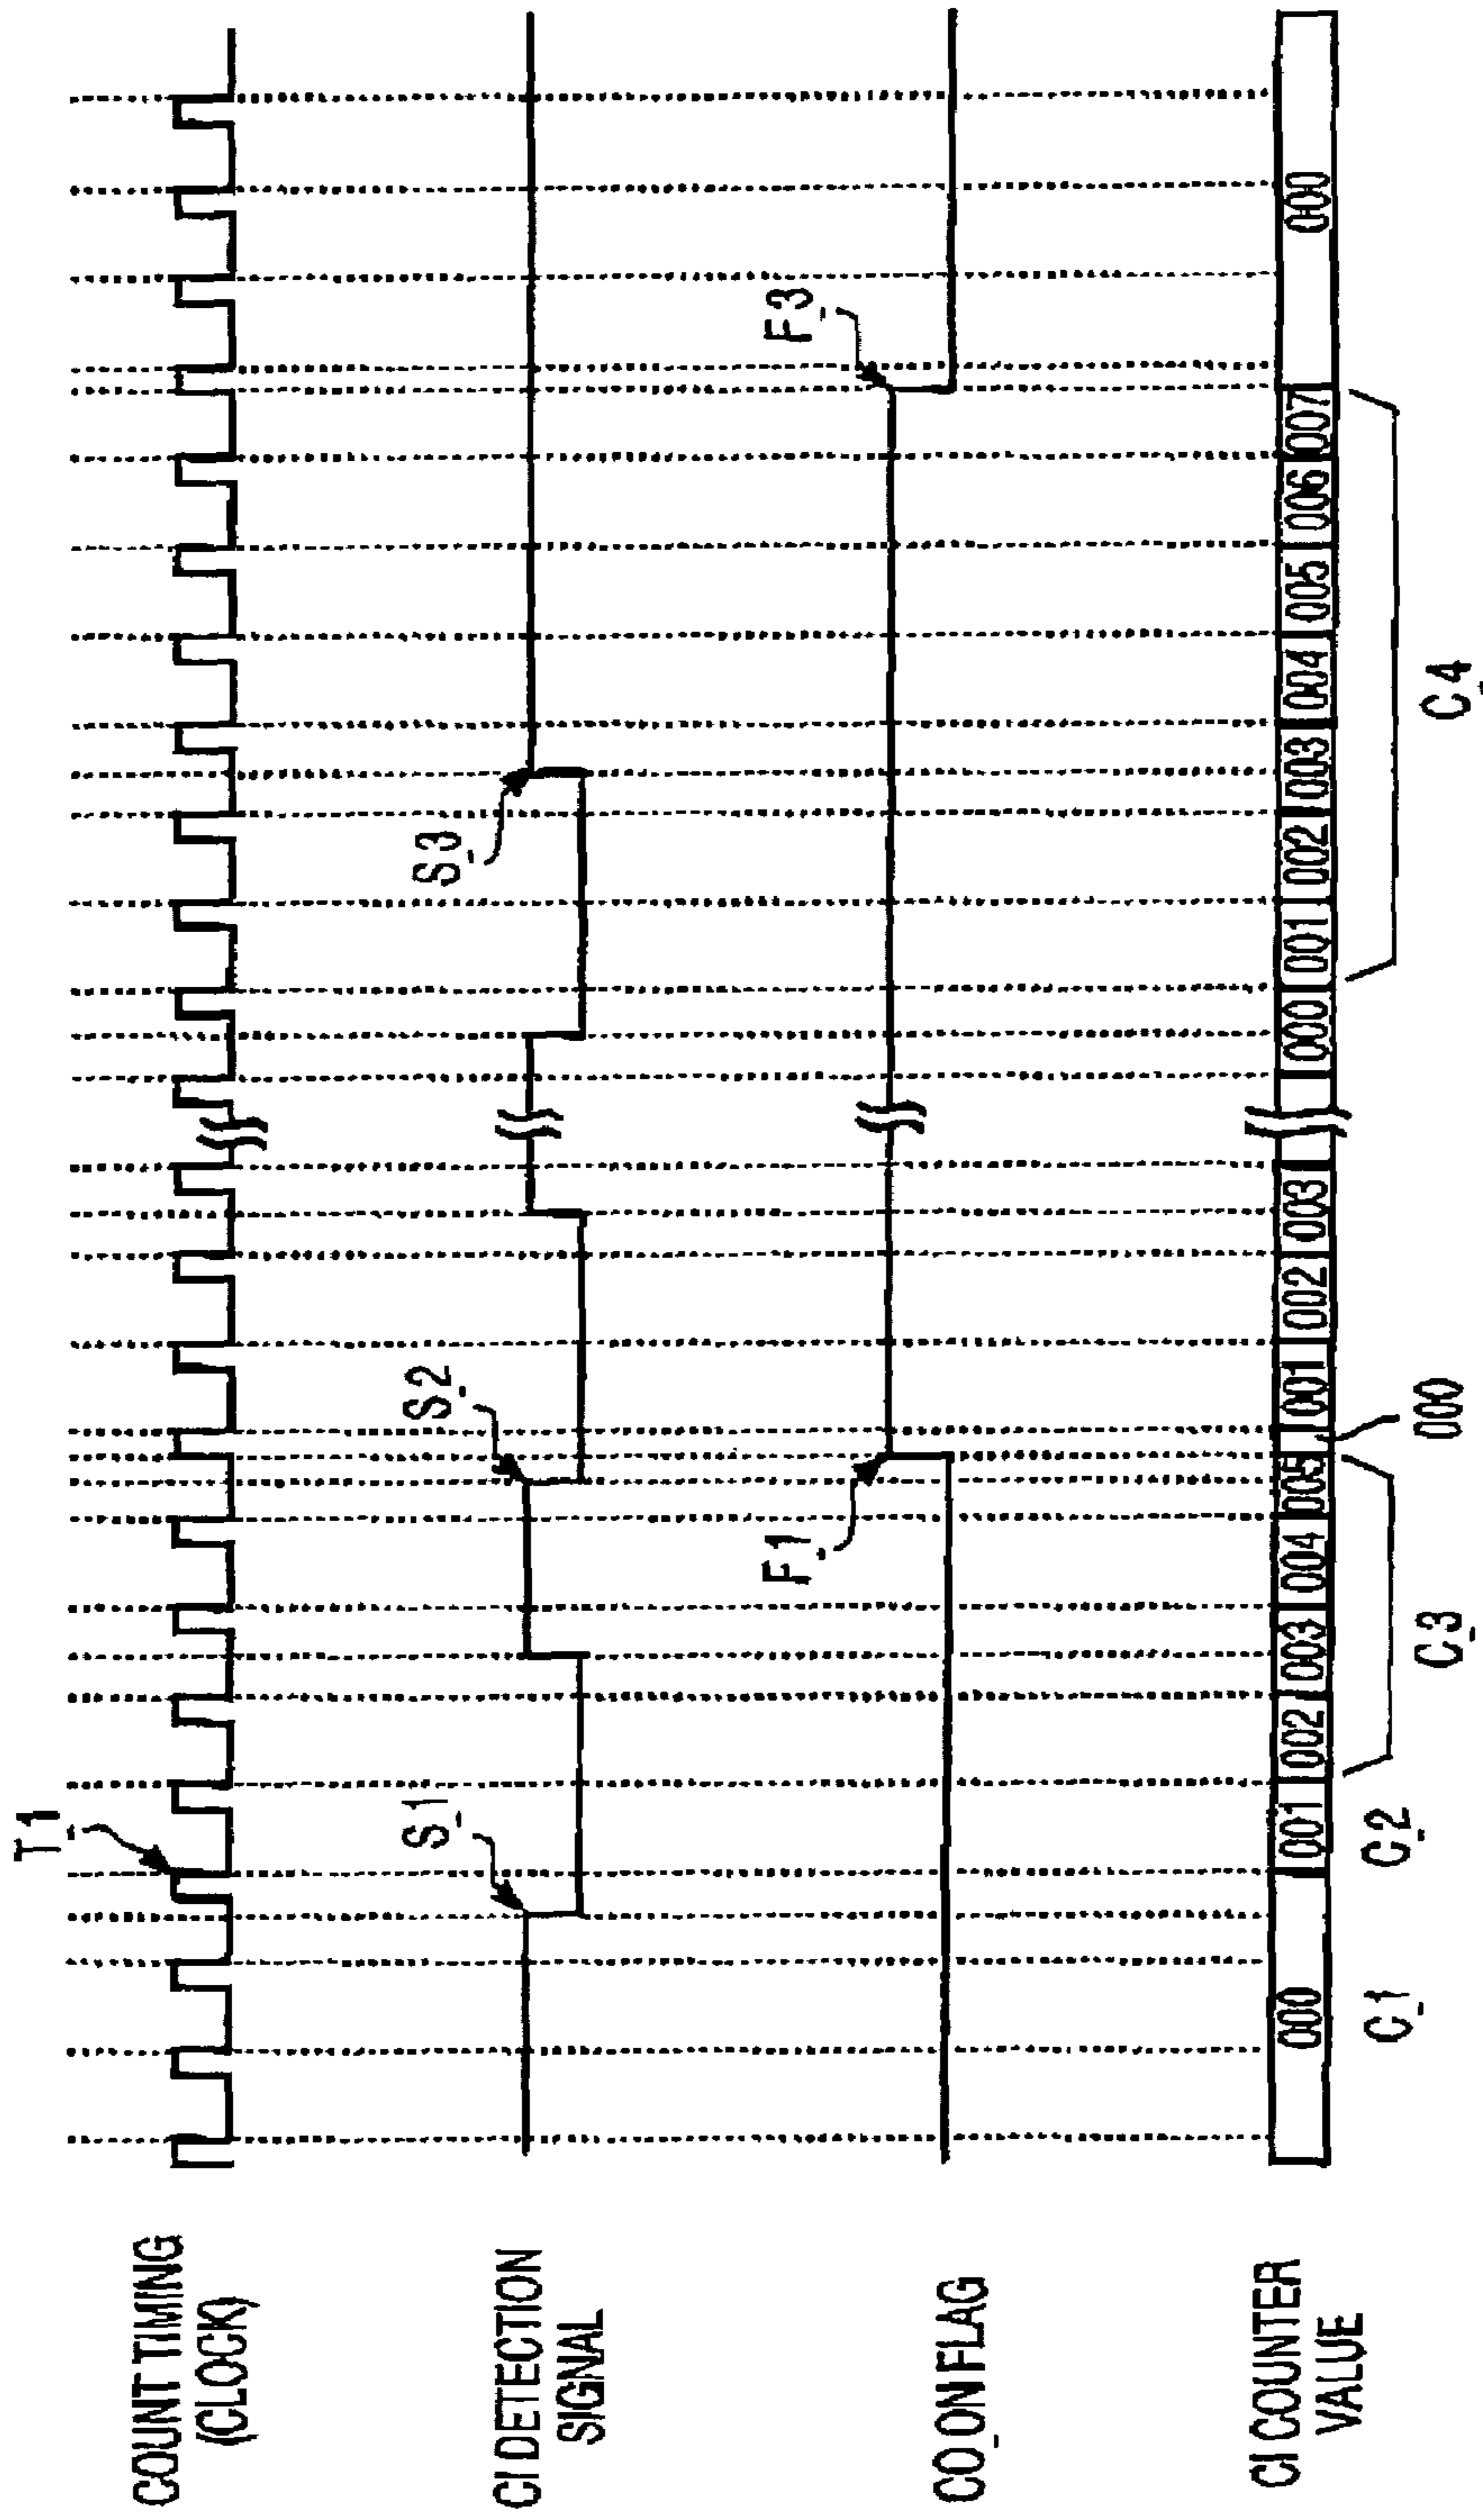 COUNT TIMING
(CLOCK)
T1
CI DETECTION
SIGNAL
S1
S2
S3
CO_ON FLAG
F1
F3
CI COUNTER
VALUE
000 001 002 003 004 005 001 002 003 000 001 002 003 004 005 006 007 000
000
C1
C2
C3
C4